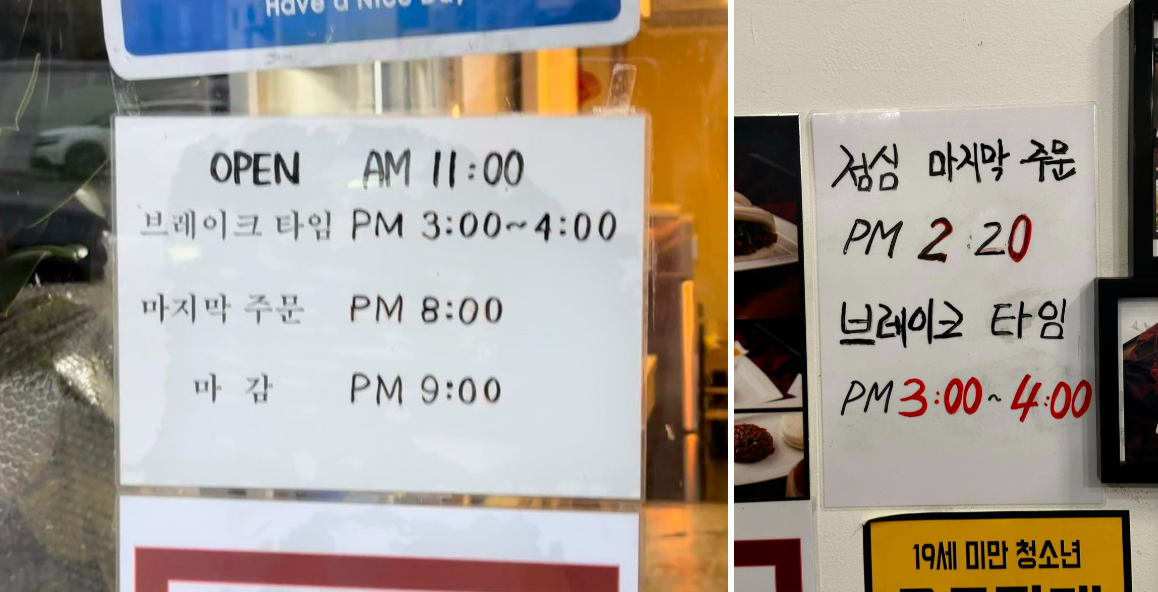 Have a Nice Day
OPEN AM 11:00
브레이크 타임 PM 3:00~4:00
마지막 주문 PM 8:00
마 감 PM 9:00
점심 마지막 주문
PM 2:20
브레이크 타임
PM 3:00~4:00
19세 미만 청소년